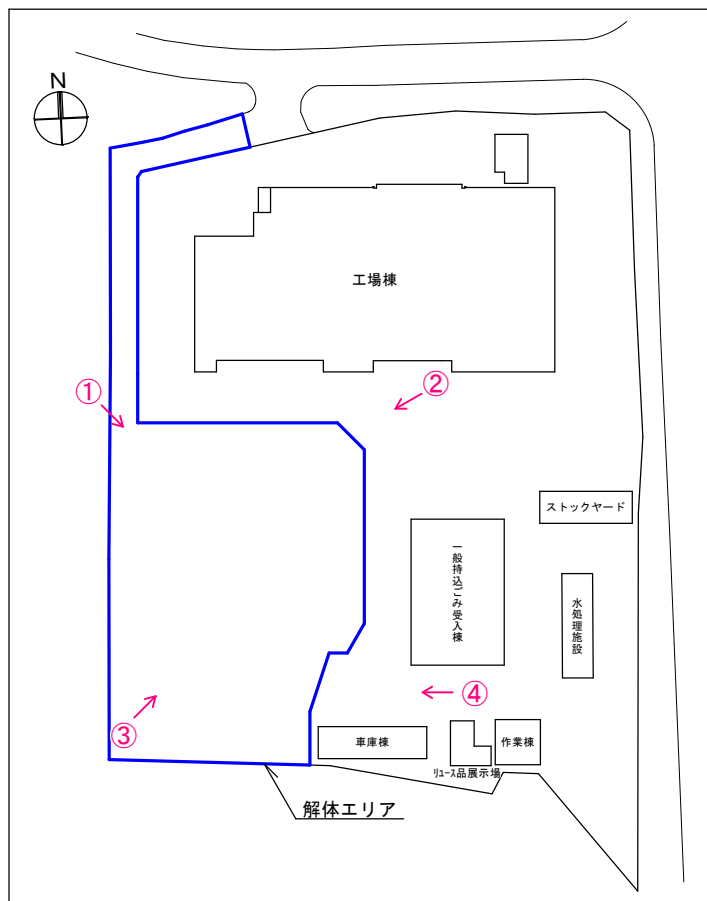 N
工場棟
①
②
ストックヤード
一般持込ごみ受入棟
水処理施設
③
④
車庫棟
作業棟
リユース品展示場
解体エリア